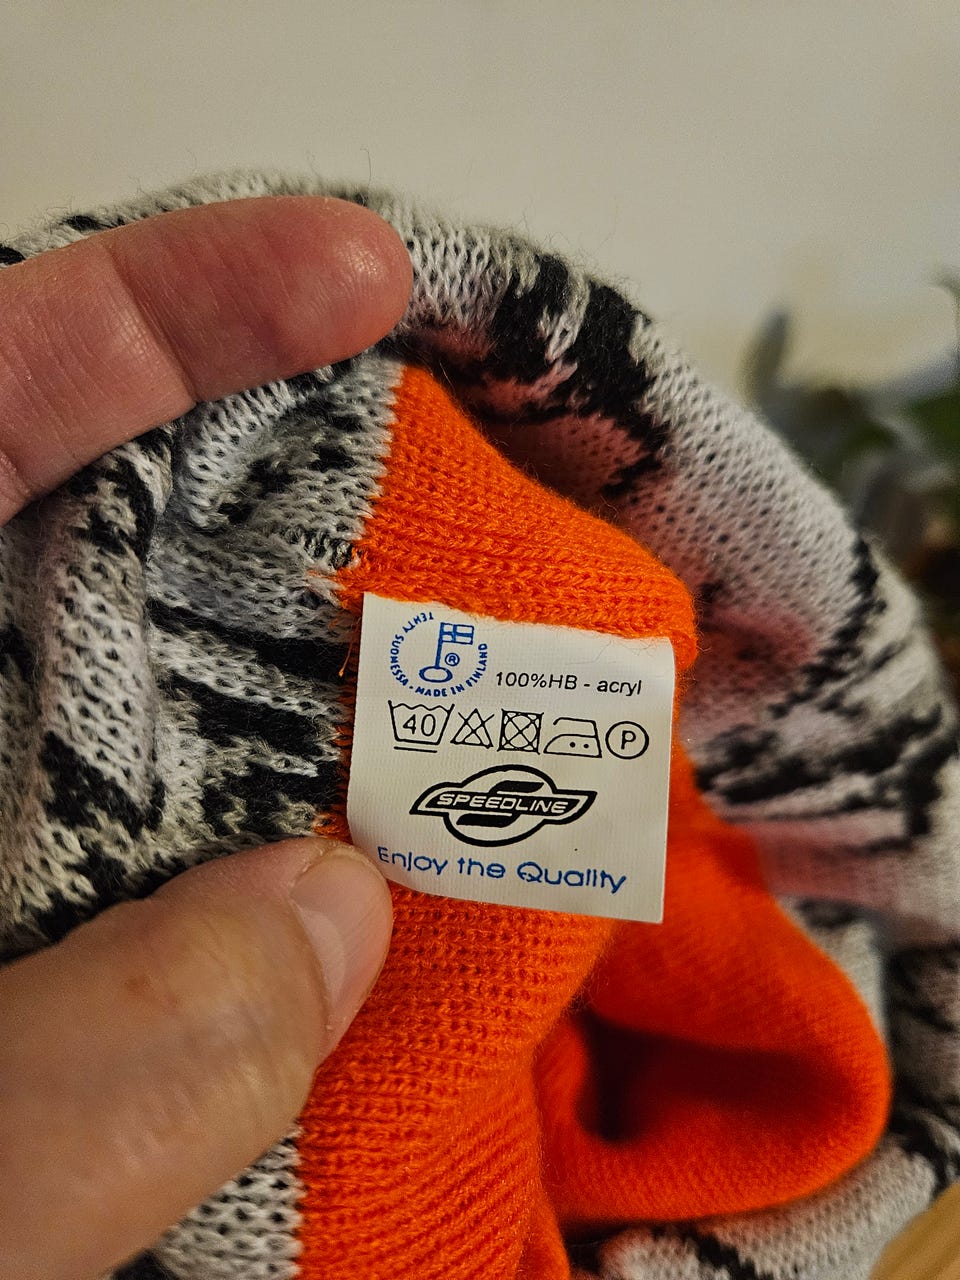 TEHTY SUOMESSA • MADE IN FINLAND
®
100%HB - acryl
40 P
SPEEDLINE
Enjoy the Quality